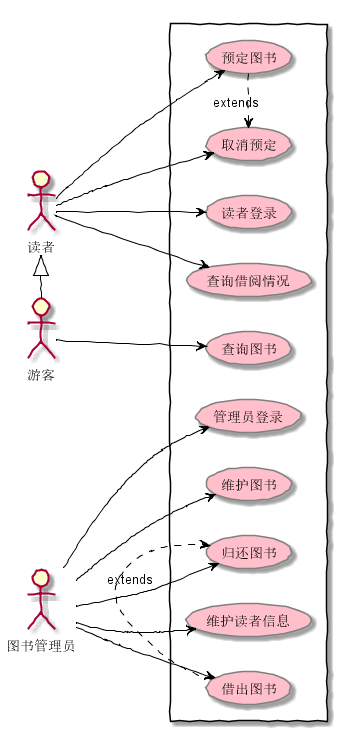 预定图书
extends
取消预定
读者登录
读者
查询借阅情况
查询图书
游客
管理员登录
维护图书
归还图书
extends
维护读者信息
图书管理员
借出图书